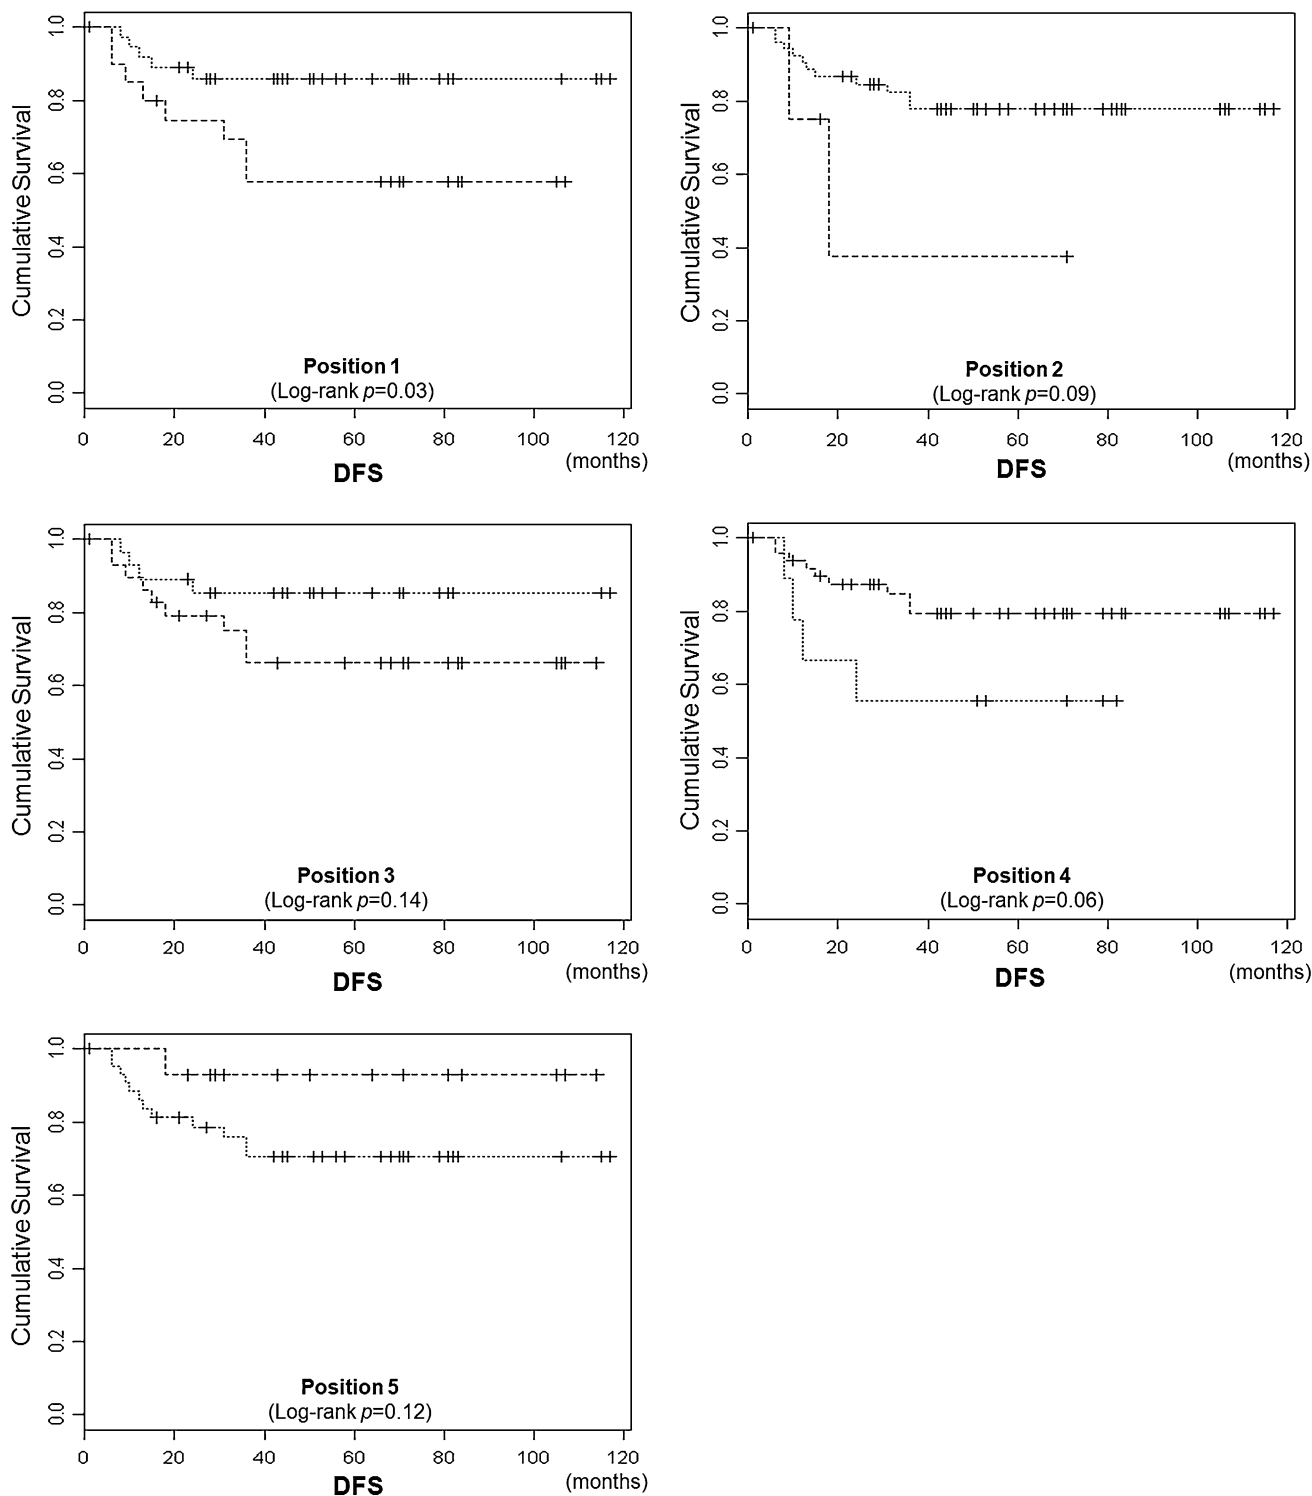 Cumulative Survival
1.0
0.8
0.6
0.4
0.2
0.0
Position 1
(Log-rank p=0.03)
0 20 40 60 80 100 120
(months)
DFS
Cumulative Survival
1.0
0.8
0.6
0.4
0.2
0.0
Position 2
(Log-rank p=0.09)
0 20 40 60 80 100 120
(months)
DFS
Cumulative Survival
1.0
0.8
0.6
0.4
0.2
0.0
Position 3
(Log-rank p=0.14)
0 20 40 60 80 100 120
(months)
DFS
Cumulative Survival
1.0
0.8
0.6
0.4
0.2
0.0
Position 4
(Log-rank p=0.06)
0 20 40 60 80 100 120
(months)
DFS
Cumulative Survival
1.0
0.8
0.6
0.4
0.2
0.0
Position 5
(Log-rank p=0.12)
0 20 40 60 80 100 120
(months)
DFS